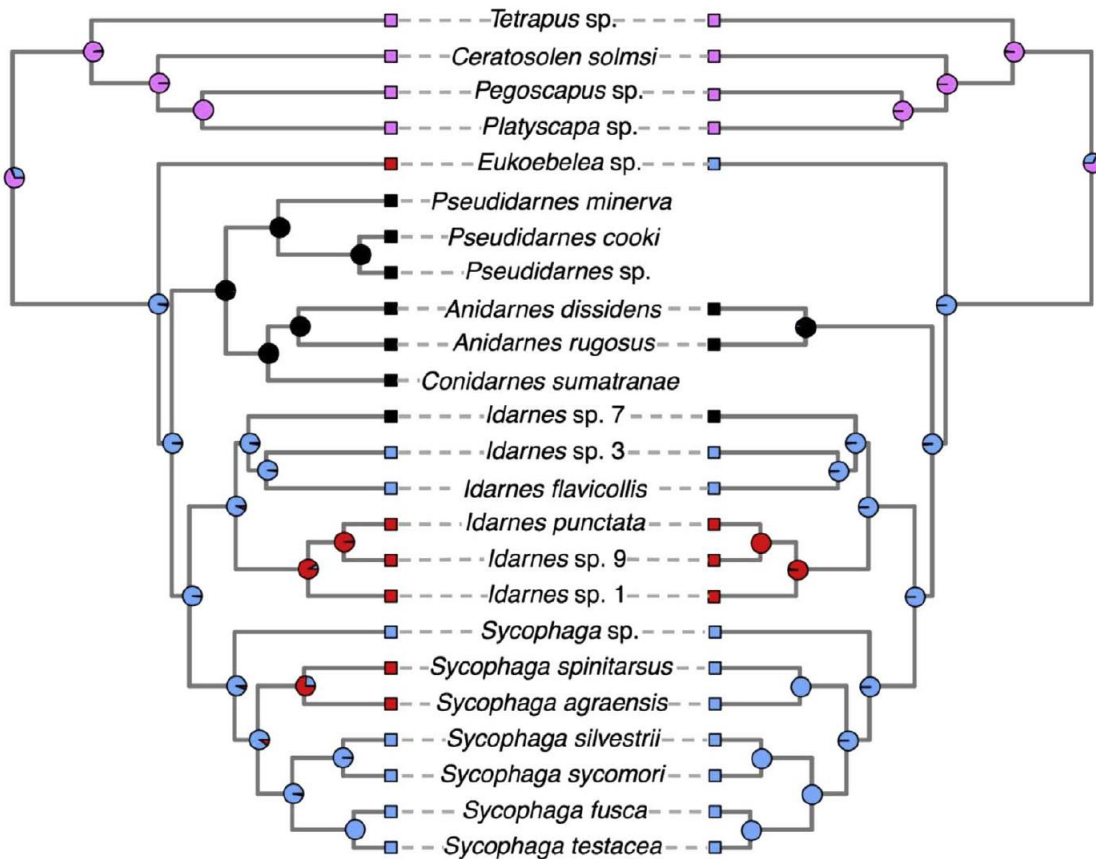 Tetrapus sp.
Ceratosolen solmsi
Pegoscapus sp.
Platyscapa sp.
Eukoebelea sp.
Pseudidarnes minerva
Pseudidarnes cooki
Pseudidarnes sp.
Anidarnes dissidens
Anidarnes rugosus
Conidarnes sumatranae
Idarnes sp. 7
Idarnes sp. 3
Idarnes flavicollis
Idarnes punctata
Idarnes sp. 9
Idarnes sp. 1
Sycophaga sp.
Sycophaga spinitarsus
Sycophaga agraensis
Sycophaga silvestrii
Sycophaga sycomori
Sycophaga fusca
Sycophaga testacea